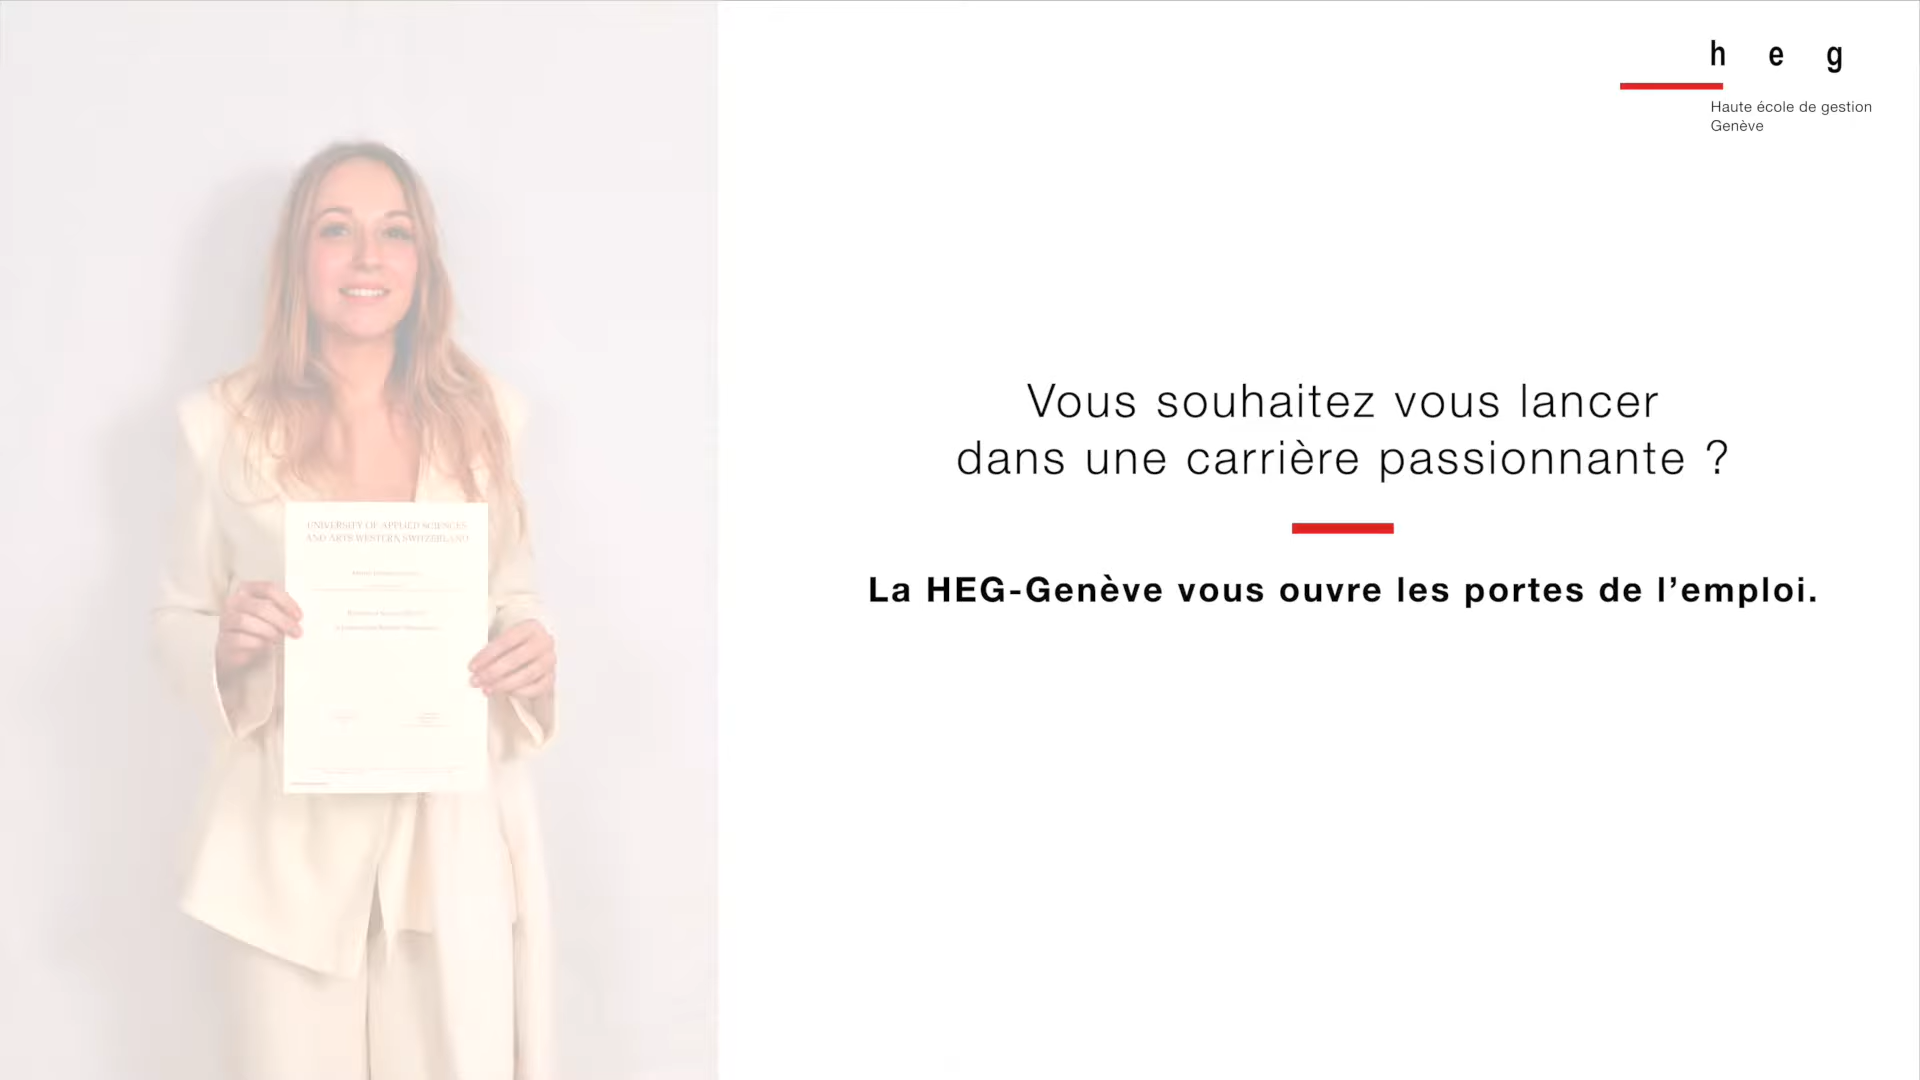 h e g
Haute école de gestion
Genève
Vous souhaitez vous lancer
dans une carrière passionnante ?
La HEG-Genève vous ouvre les portes de l’emploi.
UNIVERSITY OF APPLIED SCIENCES
AND ARTS WESTERN SWITZERLAND